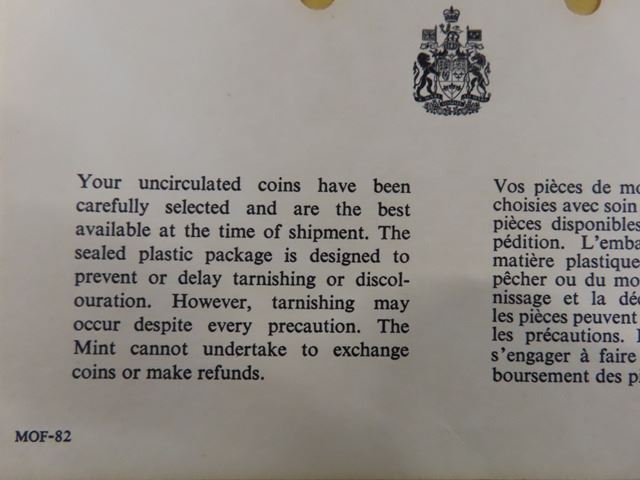 Your uncirculated coins have been
carefully selected and are the best
available at the time of shipment. The
sealed plastic package is designed to
prevent or delay tarnishing or discol-
ouration. However, tarnishing may
occur despite every precaution. The
Mint cannot undertake to exchange
coins or make refunds.
Vos pièces de
choisies avec soin
pièces disponibles
pédition.
matière plastique
pêcher ou du
nissage et la
les pièces peuvent
les précautions.
s'engager à faire
boursement des
MOF-82